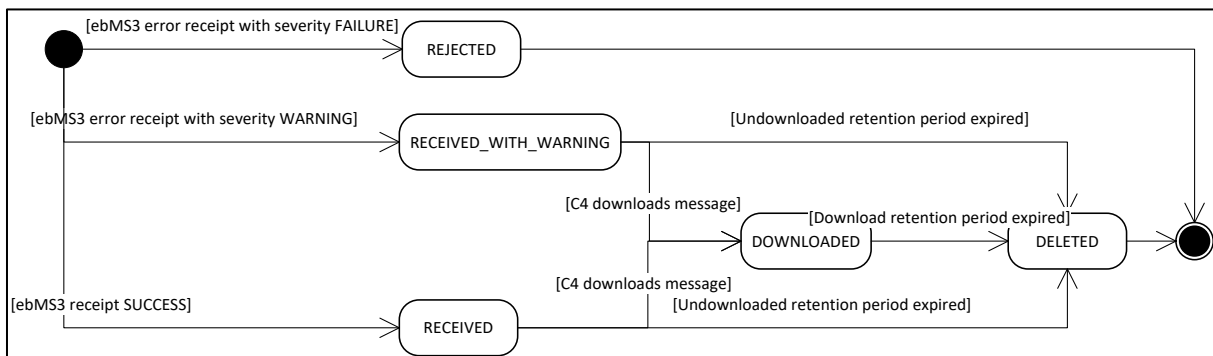 [ebMS3 error receipt with severity FAILURE]
REJECTED
[ebMS3 error receipt with severity WARNING]
[Undownloaded retention period expired]
RECEIVED_WITH_WARNING
[C4 downloads message]
[Download retention period expired]
DOWNLOADED
DELETED
[C4 downloads message]
[ebMS3 receipt SUCCESS]
[Undownloaded retention period expired]
RECEIVED